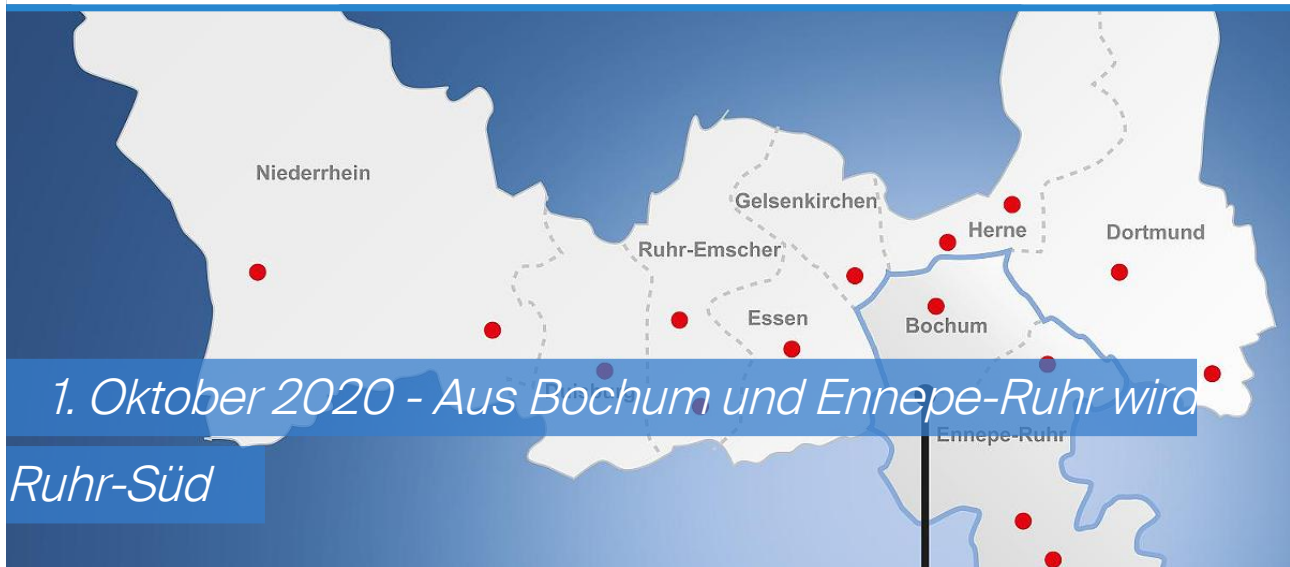 Niederrhein
Gelsenkirchen
Herne
Dortmund
Ruhr-Emscher
Essen
Bochum
Duisburg
1. Oktober 2020 - Aus Bochum und Ennepe-Ruhr wird
Ennepe-Ruhr
Ruhr-Süd